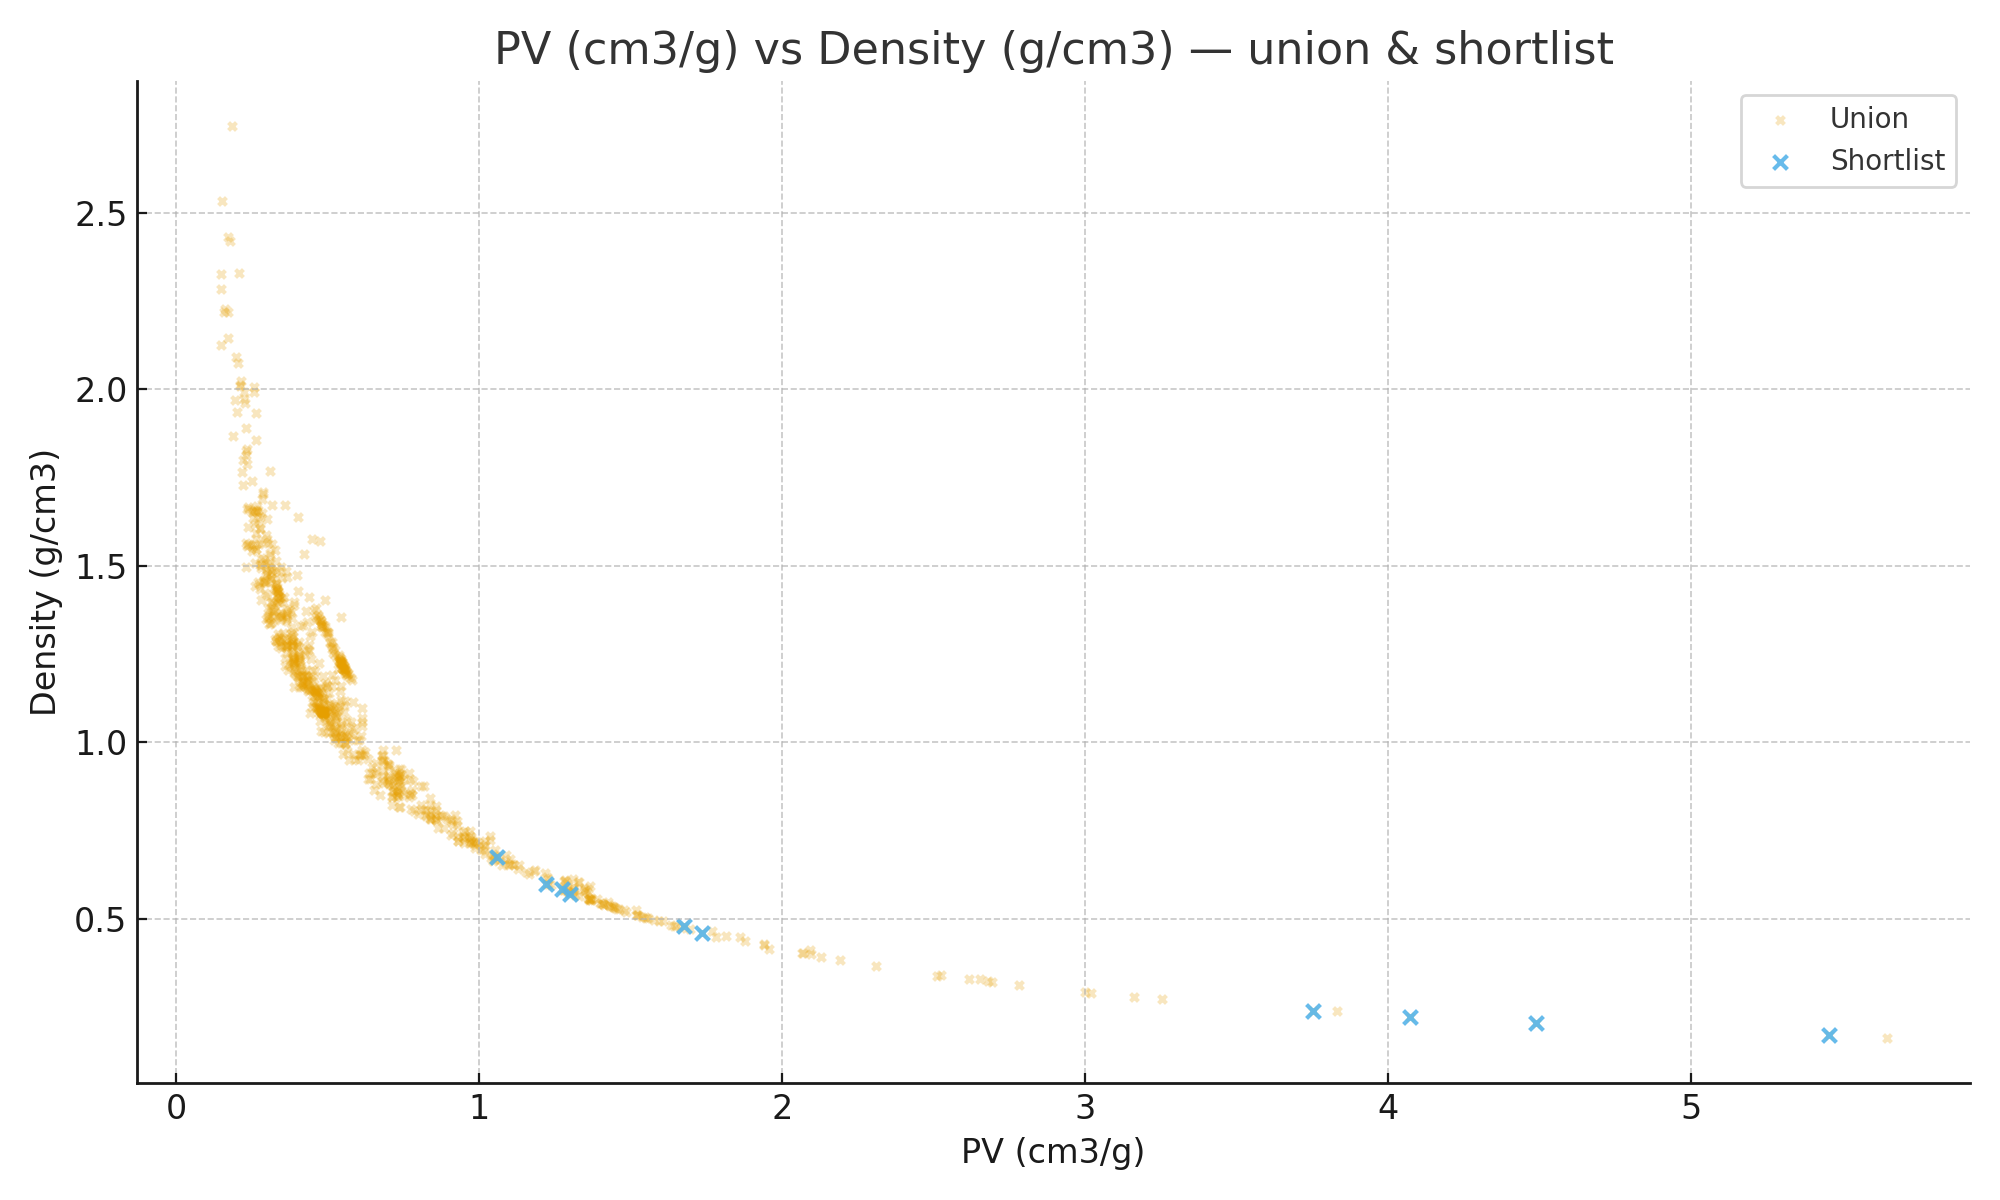 PV (cm3/g) vs Density (g/cm3) — union & shortlist
Union
Shortlist
Density (g/cm3)
2.5
2.0
1.5
1.0
0.5
0 1 2 3 4 5
PV (cm3/g)